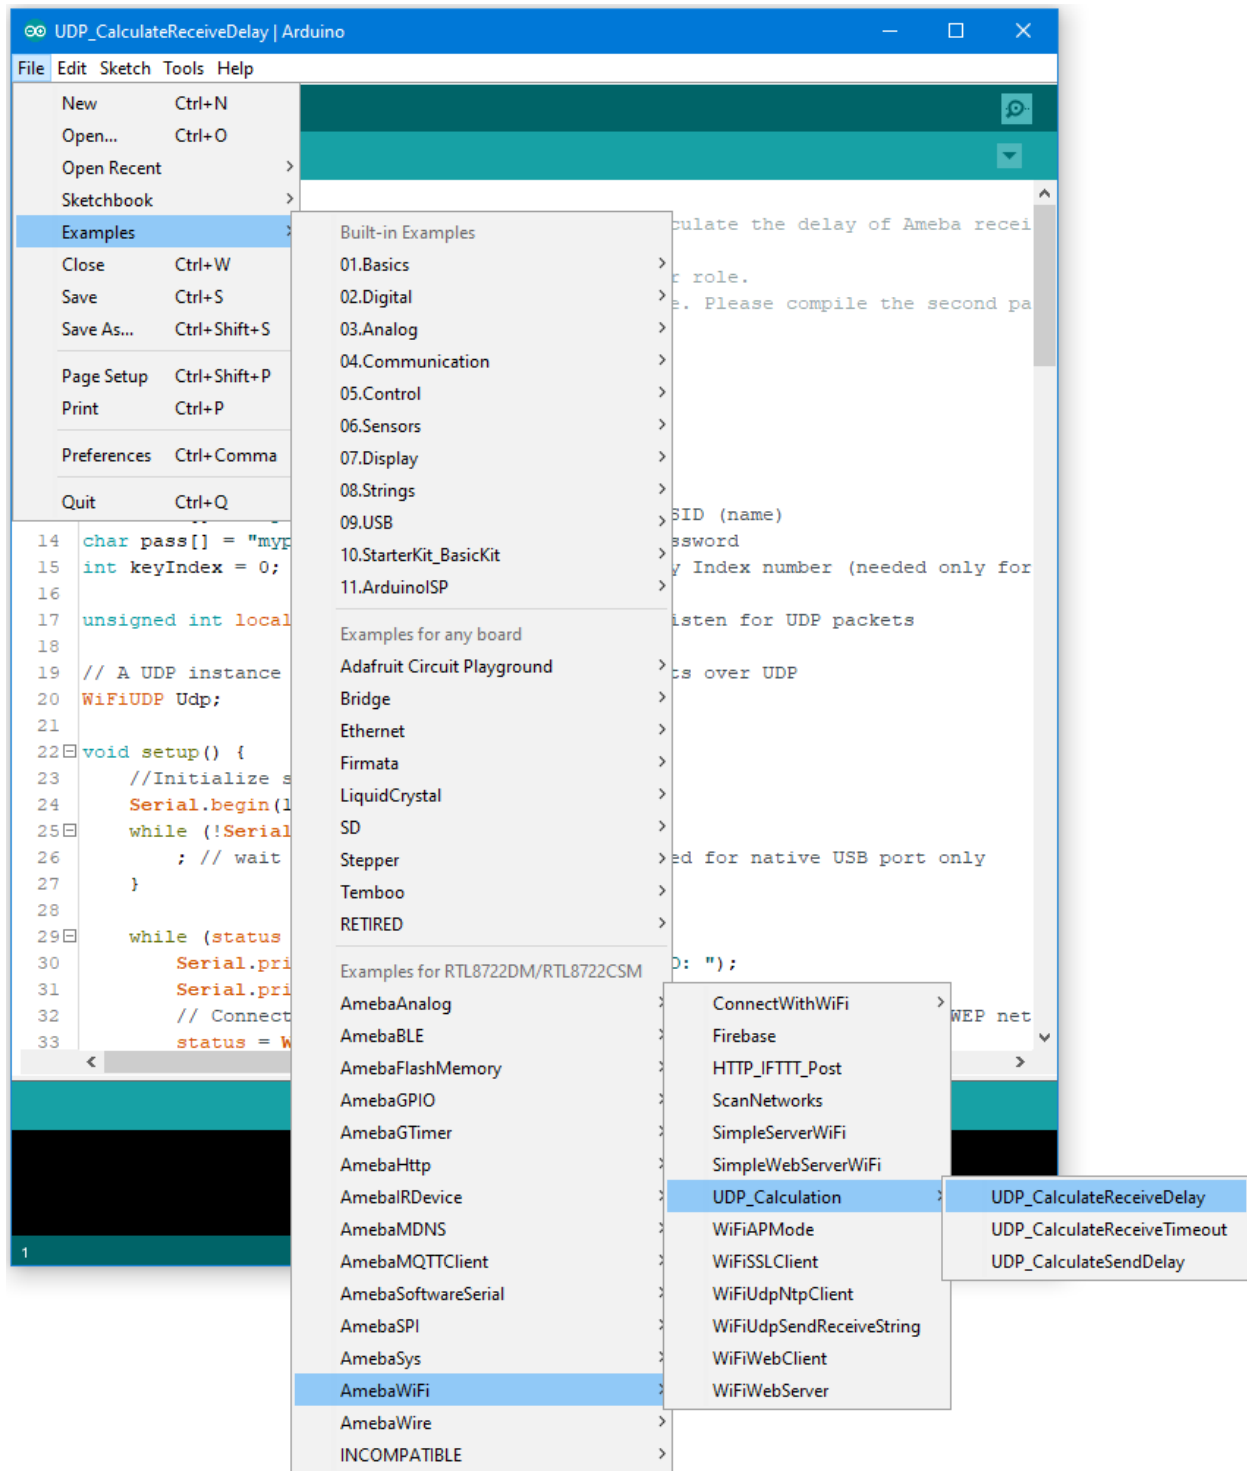 UDP_CalculateReceiveDelay | Arduino
File Edit Sketch Tools Help
New Ctrl+N
Open... Ctrl+O
Open Recent
Sketchbook
Examples
Close Ctrl+W
Save Ctrl+S
Save As... Ctrl+Shift+S
Page Setup Ctrl+Shift+P
Print Ctrl+P
Preferences Ctrl+Comma
Quit Ctrl+Q
Built-in Examples
01.Basics
02.Digital
03.Analog
04.Communication
05.Control
06.Sensors
07.Display
08.Strings
09.USB
10.StarterKit_BasicKit
11.ArduinoISP
Examples for any board
Adafruit Circuit Playground
Bridge
Ethernet
Firmata
LiquidCrystal
SD
Stepper
Temboo
RETIRED
Examples for RTL8722DM/RTL8722CSM
AmebaAnalog
AmebaBLE
AmebaFlashMemory
AmebaGPIO
AmebaGTimer
AmebaHttp
AmebaIRDevice
AmebaMDNS
AmebaMQTTClient
AmebaSoftwareSerial
AmebaSPI
AmebaSys
AmebaWiFi
AmebaWire
INCOMPATIBLE
ConnectWithWiFi
Firebase
HTTP_IFTTT_Post
ScanNetworks
SimpleServerWiFi
SimpleWebServerWiFi
UDP_Calculation
WiFiAPMode
WiFiSSLClient
WiFiUdpNtpClient
WiFiUdpSendReceiveString
WiFiWebClient
WiFiWebServer
UDP_CalculateReceiveDelay
UDP_CalculateReceiveTimeout
UDP_CalculateSendDelay
culate the delay of Ameba recei
r role.
e. Please compile the second pa
SID (name)
14 char pass[] = "myp ssword
15 int keyIndex = 0; y Index number (needed only for
16
17 unsigned int local isten for UDP packets
18
19 // A UDP instance ts over UDP
20 WiFiUDP Udp;
21
22 void setup() {
23 //Initialize s
24 Serial.begin(1
25 while (!Serial
26 ; // wait ed for native USB port only
27 }
28
29 while (status
30 Serial.pri D: ");
31 Serial.pri
32 // Connect WEP net
33 status = W
1